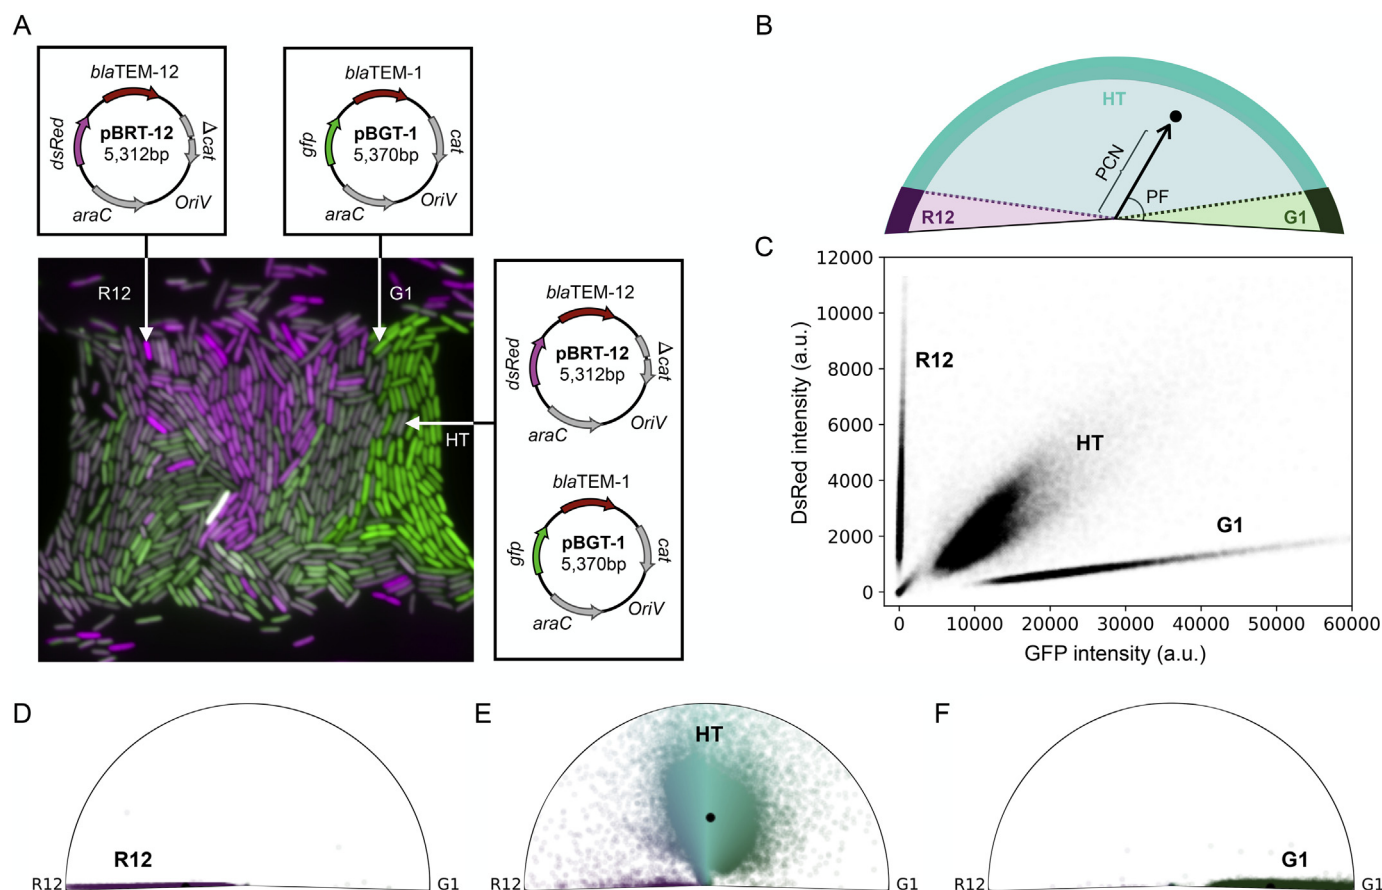 A
blaTEM-12
dsRed
pBRT-12
5,312bp
Δcat
araC
OriV
blaTEM-1
gfp
pBGT-1
5,370bp
cat
araC
OriV
R12
G1
HT
blaTEM-12
dsRed
pBRT-12
5,312bp
Δcat
araC
OriV
blaTEM-1
gfp
pBGT-1
5,370bp
cat
araC
OriV
B
HT
PCN
PF
R12
G1
C
DsRed intensity (a.u.)
12000
10000
8000
6000
4000
2000
0
R12
HT
G1
0 10000 20000 30000 40000 50000 60000
GFP intensity (a.u.)
D
R12
R12
G1
E
HT
R12
G1
F
G1
R12
G1